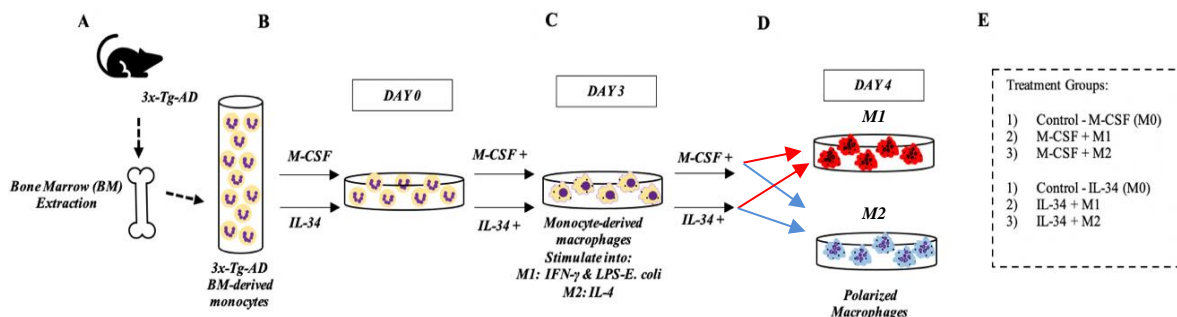 A
B
C
D
E
3x-Tg-AD
Bone Marrow (BM)
Extraction
3x-Tg-AD
BM-derived
monocytes
M-CSF
IL-34
DAY 0
M-CSF +
IL-34 +
DAY 3
Monocyte-derived
macrophages
Stimulate into:
M1: IFN-γ & LPS-E. coli
M2: IL-4
M-CSF +
IL-34 +
DAY 4
M1
M2
Polarized
Macrophages
Treatment Groups:
1) Control - M-CSF (M0)
2) M-CSF + M1
3) M-CSF + M2
1) Control - IL-34 (M0)
2) IL-34 + M1
3) IL-34 + M2